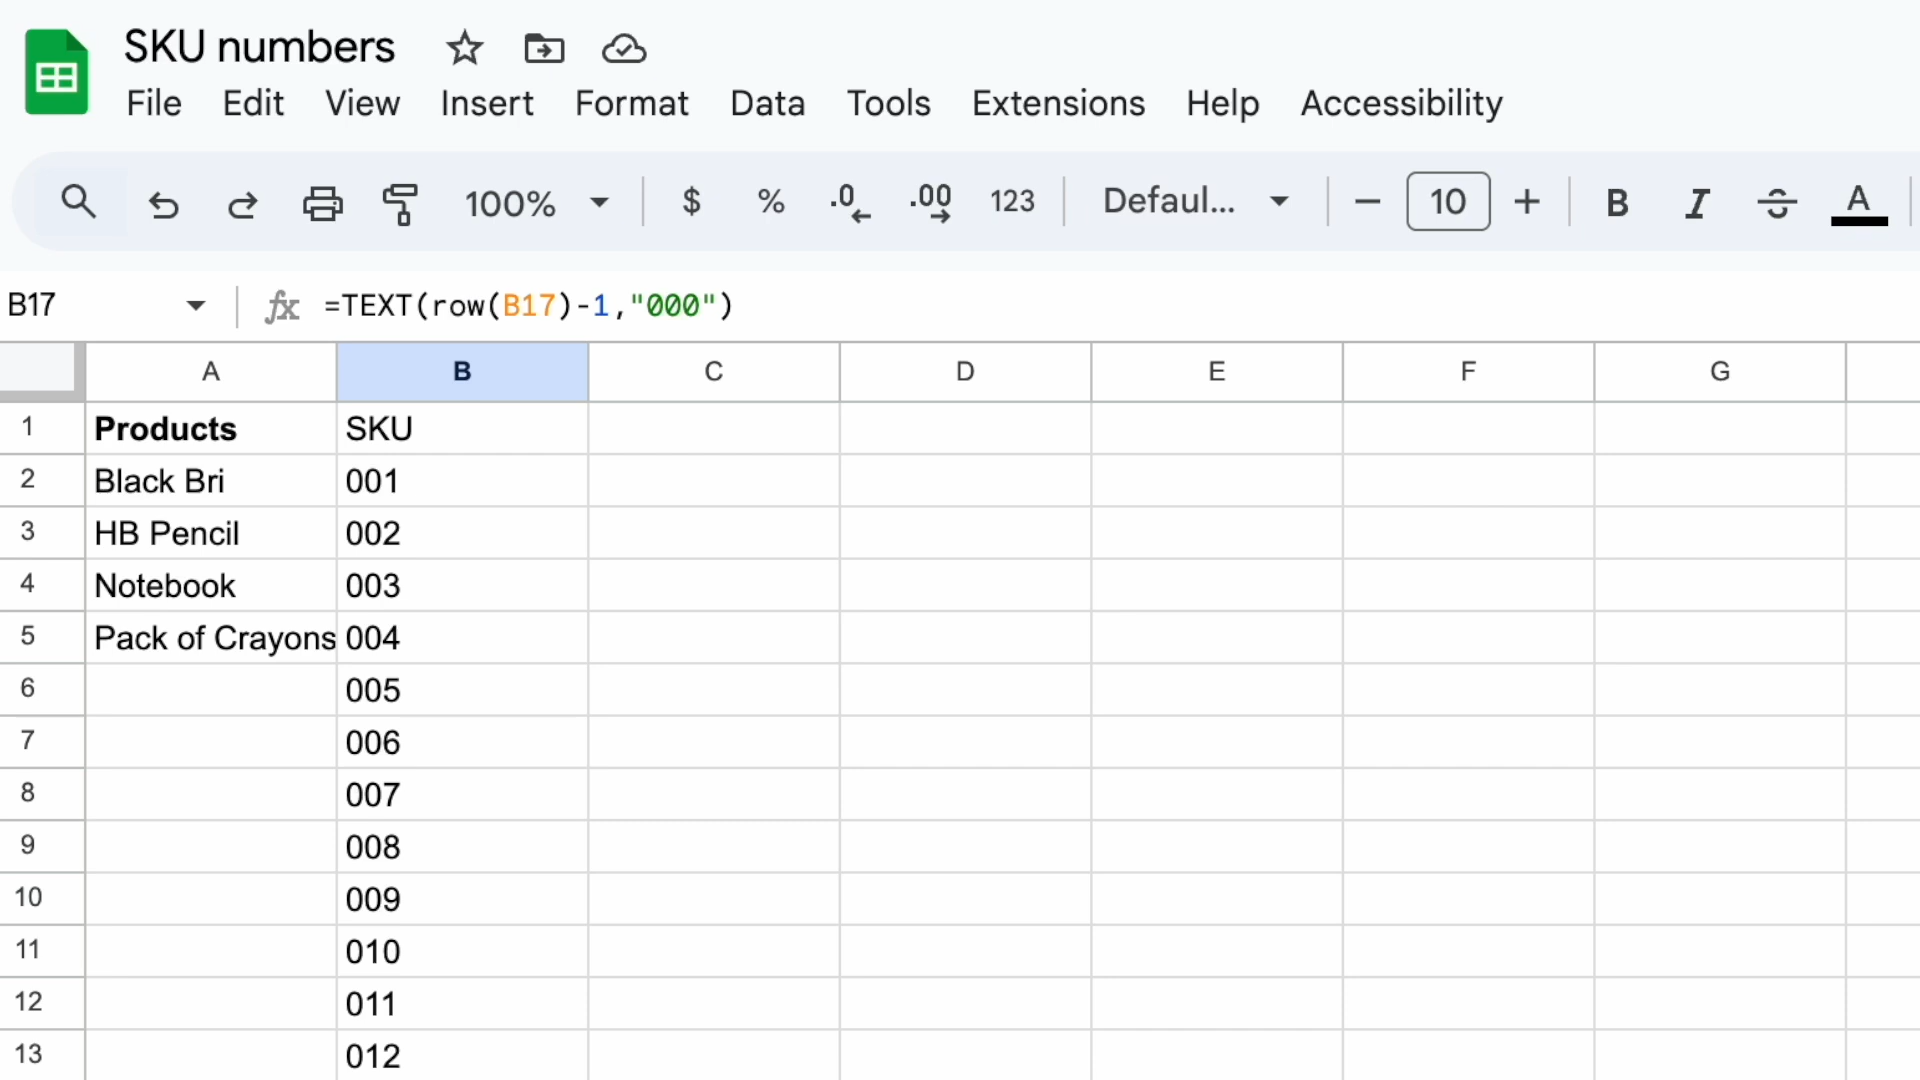 SKU numbers
File Edit View Insert Format Data Tools Extensions Help Accessibility
100% $ % .0 .00 123 Defaul... 10 B I S A
B17 fx =TEXT(row(B17)-1,"000")
A B C D E F G
1 Products SKU
2 Black Bri 001
3 HB Pencil 002
4 Notebook 003
5 Pack of Crayons 004
6 005
7 006
8 007
9 008
10 009
11 010
12 011
13 012